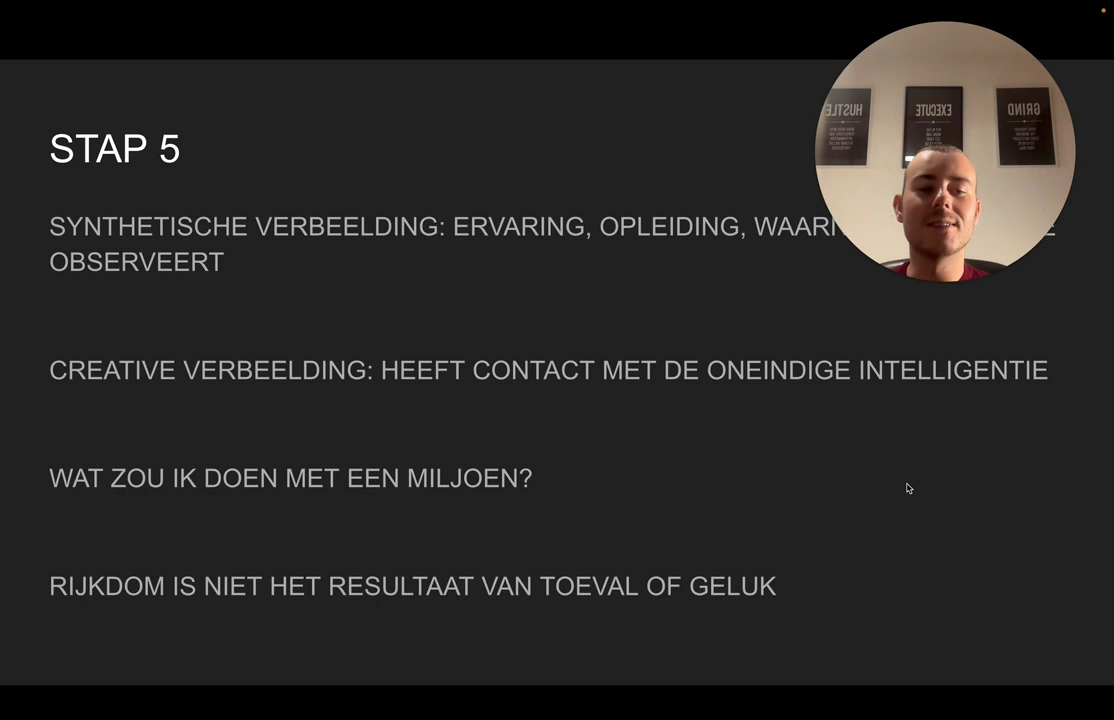 STAP 5
SYNTHETISCHE VERBEELDING: ERVARING, OPLEIDING,
OBSERVEERT
CREATIVE VERBEELDING: HEEFT CONTACT MET DE ONEINDIGE INTELLIGENTIE
WAT ZOU IK DOEN MET EEN MILJOEN?
RIJKDOM IS NIET HET RESULTAAT VAN TOEVAL OF GELUK
HUSTLE
EXECUTE
GRIND